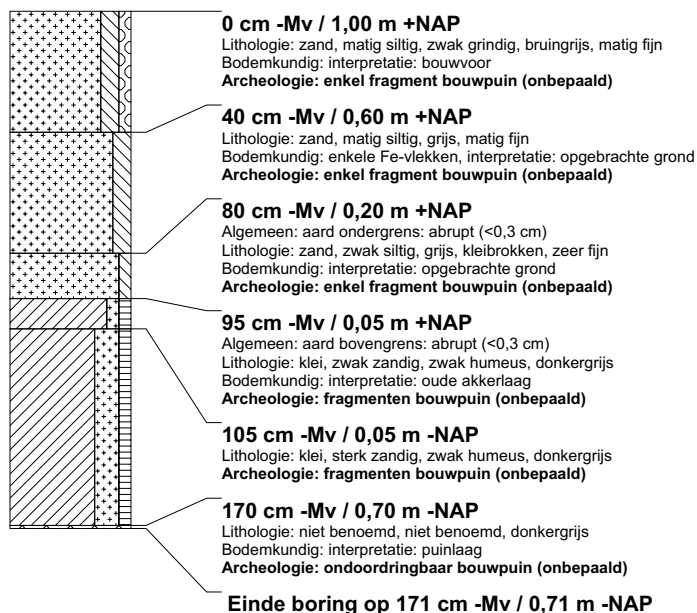 0 cm -Mv / 1,00 m +NAP
Lithologie: zand, matig siltig, zwak grindig, bruingrijs, matig fijn
Bodemkundig: interpretatie: bouwvoor
Archeologie: enkel fragment bouwpuin (onbepaald)
40 cm -Mv / 0,60 m +NAP
Lithologie: zand, matig siltig, grijs, matig fijn
Bodemkundig: enkele Fe-vlekken, interpretatie: opgebrachte grond
Archeologie: enkel fragment bouwpuin (onbepaald)
80 cm -Mv / 0,20 m +NAP
Algemeen: aard ondergrens: abrupt (<0,3 cm)
Lithologie: zand, zwak siltig, grijs, kleibrokken, zeer fijn
Bodemkundig: interpretatie: opgebrachte grond
Archeologie: enkel fragment bouwpuin (onbepaald)
95 cm -Mv / 0,05 m +NAP
Algemeen: aard bovengrens: abrupt (<0,3 cm)
Lithologie: klei, zwak zandig, zwak humeus, donkergrijs
Bodemkundig: interpretatie: oude akkerlaag
Archeologie: fragmenten bouwpuin (onbepaald)
105 cm -Mv / 0,05 m -NAP
Lithologie: klei, sterk zandig, zwak humeus, donkergrijs
Archeologie: fragmenten bouwpuin (onbepaald)
170 cm -Mv / 0,70 m -NAP
Lithologie: niet benoemd, niet benoemd, donkergrijs
Bodemkundig: interpretatie: puinlaag
Archeologie: ondoordringbaar bouwpuin (onbepaald)
Einde boring op 171 cm -Mv / 0,71 m -NAP